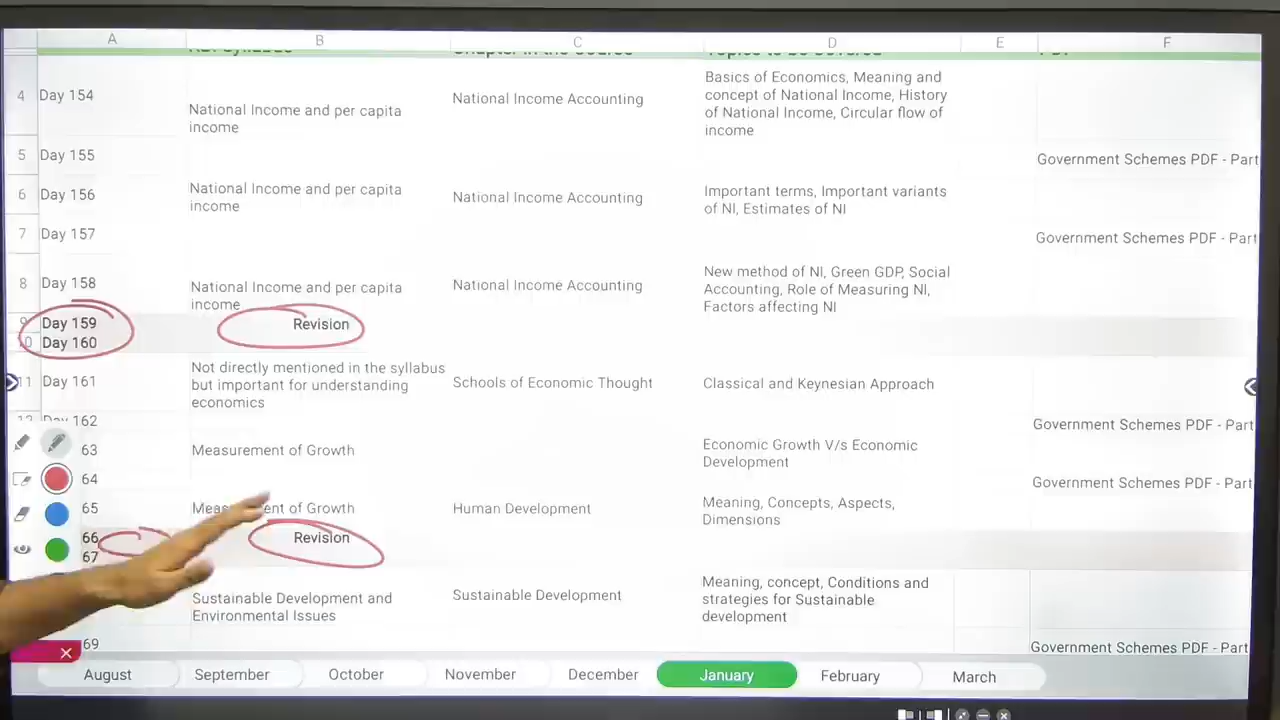 A B C D E F
4 Day 154 National Income and per capita income National Income Accounting Basics of Economics, Meaning and concept of National Income, History of National Income, Circular flow of income
5 Day 155 Government Schemes PDF - Part
6 Day 156 National Income and per capita income National Income Accounting Important terms, Important variants of NI, Estimates of NI
7 Day 157 Government Schemes PDF - Part
8 Day 158 National Income and per capita income National Income Accounting New method of NI, Green GDP, Social Accounting, Role of Measuring NI, Factors affecting NI
9 Day 159 Revision
Day 160
11 Day 161 Not directly mentioned in the syllabus but important for understanding economics Schools of Economic Thought Classical and Keynesian Approach
12 Day 162 Government Schemes PDF - Part
63 Measurement of Growth Economic Growth V/s Economic Development
64 Government Schemes PDF - Part
65 of Growth Human Development Meaning, Concepts, Aspects, Dimensions
66 Revision
67
Sustainable Development and Environmental Issues Sustainable Development Meaning, concept, Conditions and strategies for Sustainable development
69 Government Schemes PDF - Part
August September October November December January February March